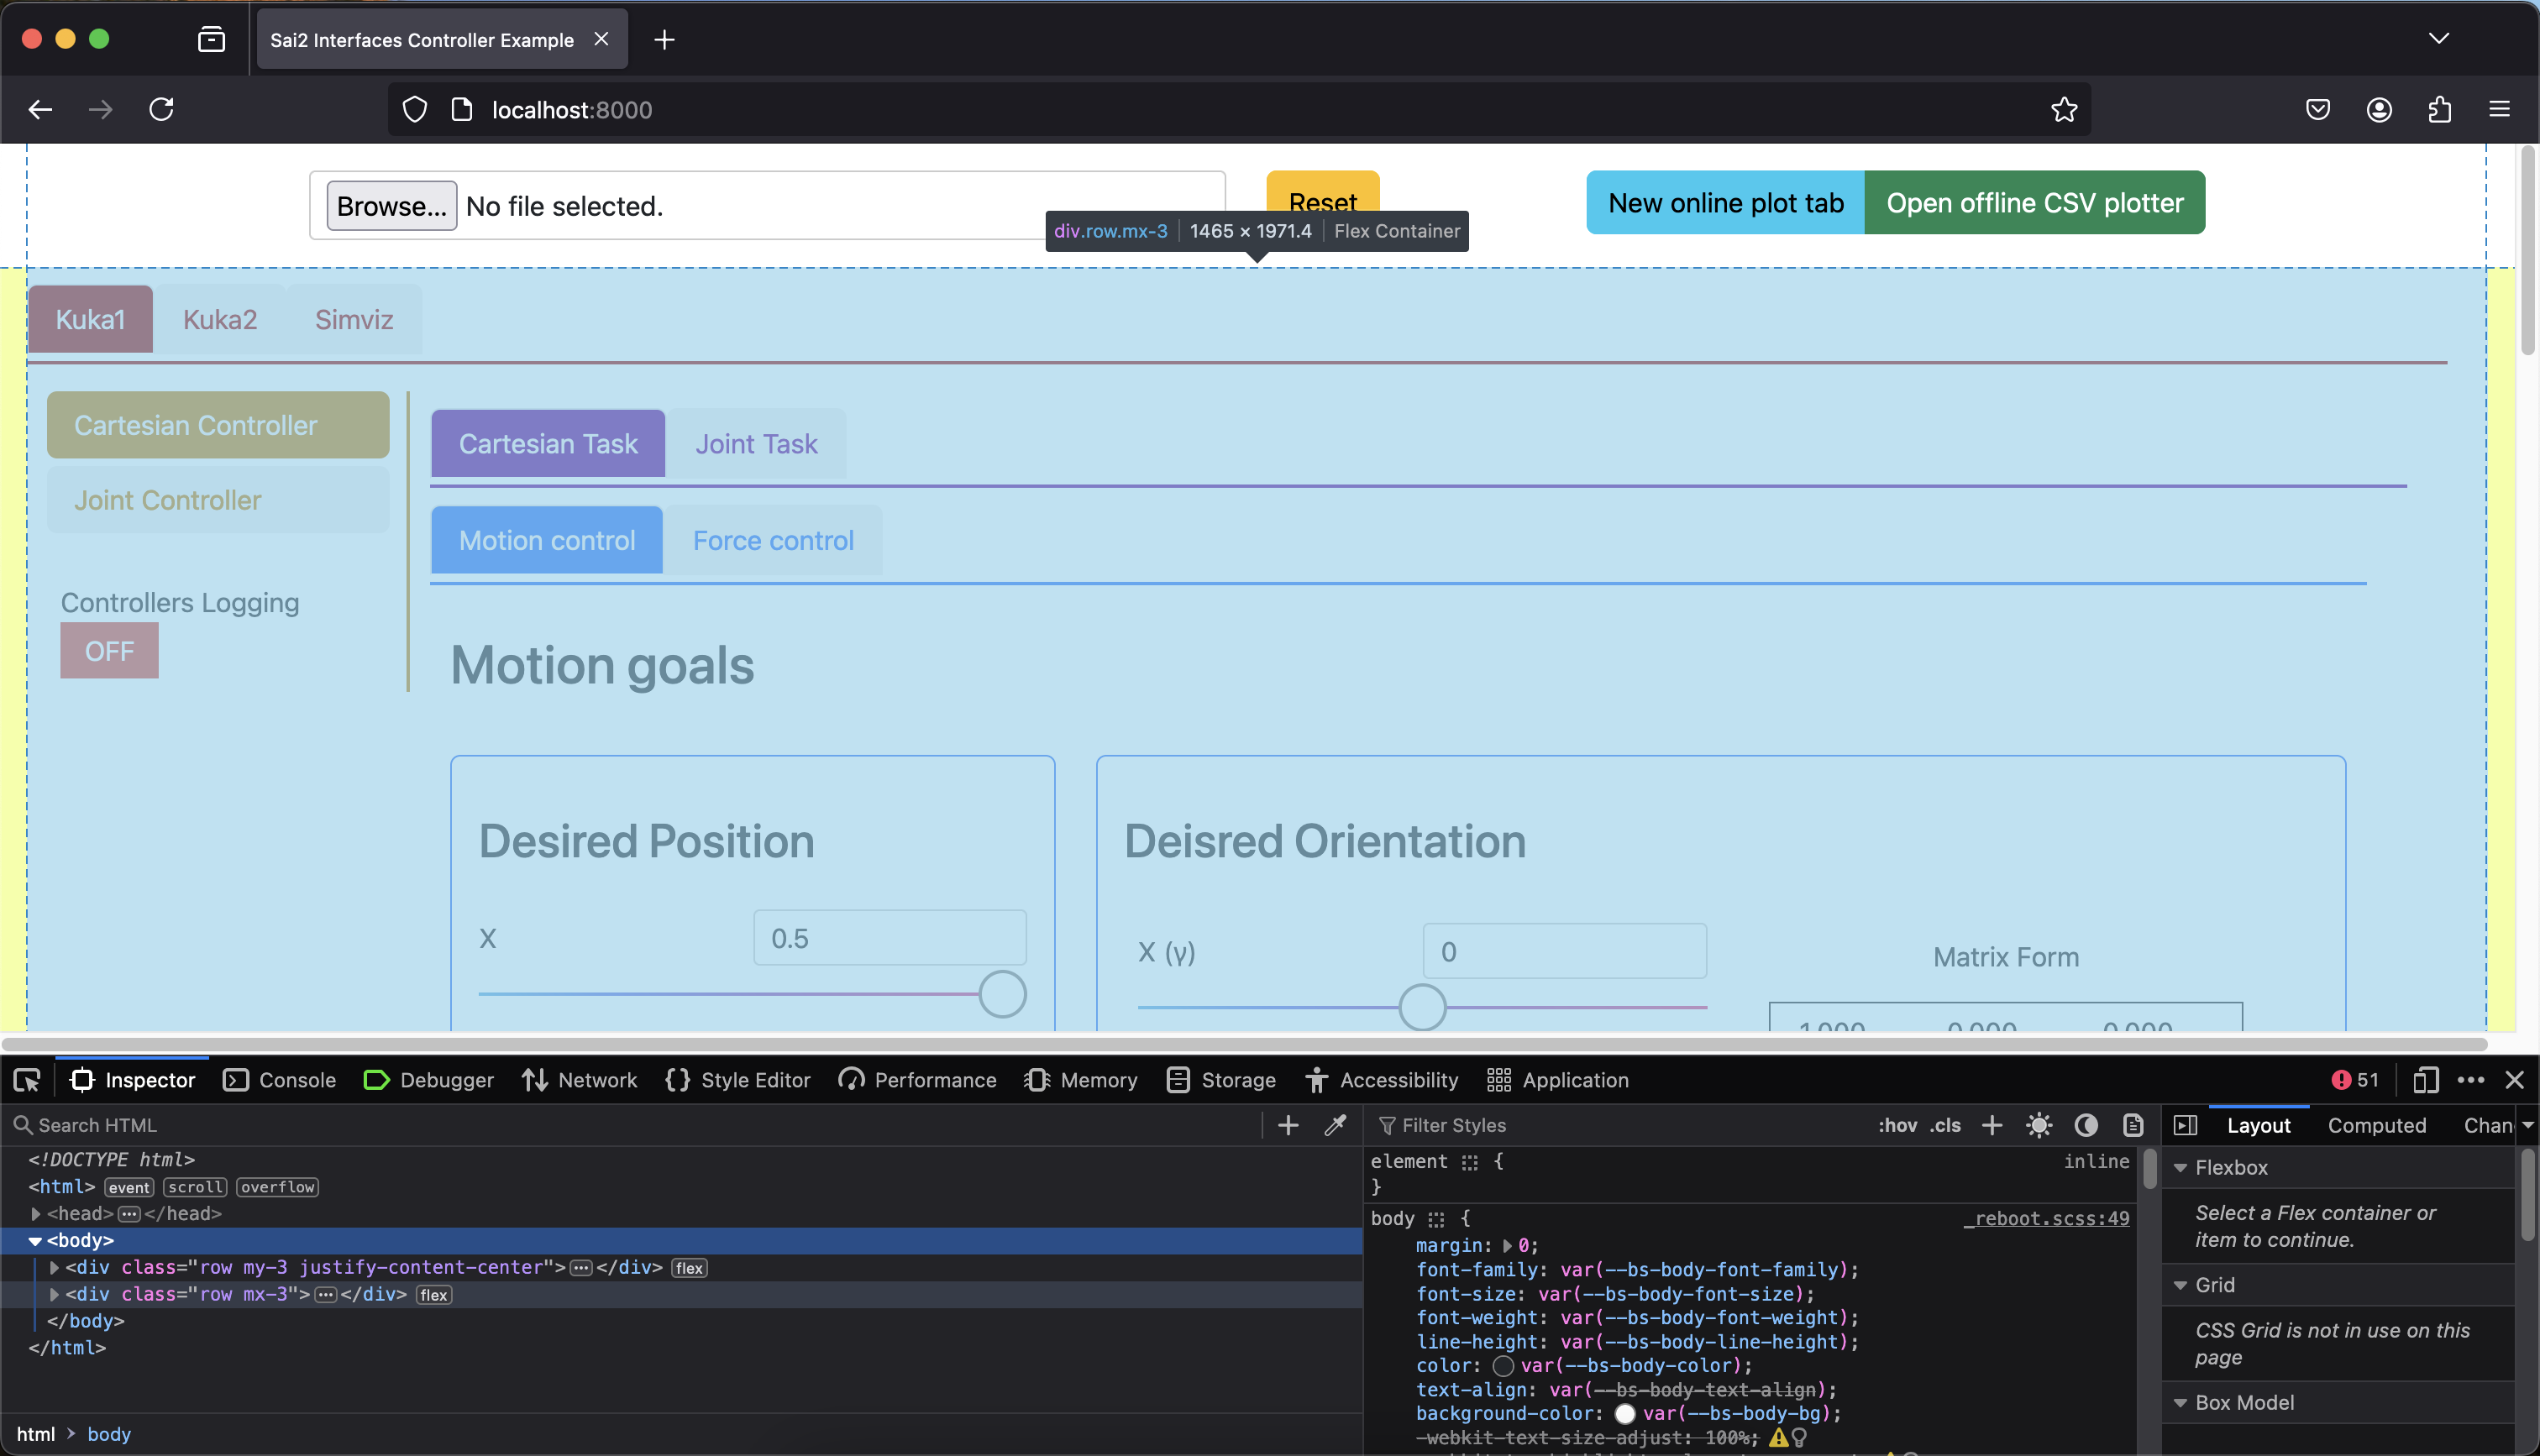 Sai2 Interfaces Controller Example
localhost:8000
Browse... No file selected.
Reset
New online plot tab
Open offline CSV plotter
div.row.mx-3 1465 × 1971.4 Flex Container
Kuka1 Kuka2 Simviz
Cartesian Controller
Joint Controller
Controllers Logging
OFF
Cartesian Task Joint Task
Motion control Force control
Motion goals
Desired Position
X 0.5
Deisred Orientation
X (γ) 0
Matrix Form
1.000 0.000 0.000
Inspector Console Debugger Network Style Editor Performance Memory Storage Accessibility Application 51
Search HTML
<!DOCTYPE html>
<html> event scroll overflow
<head> ••• </head>
<body>
<div class="row my-3 justify-content-center"> ••• </div> flex
<div class="row mx-3"> ••• </div> flex
</body>
</html>
html > body
Filter Styles :hov .cls
element { inline
}
body { _reboot.scss:49
margin: 0;
font-family: var(--bs-body-font-family);
font-size: var(--bs-body-font-size);
font-weight: var(--bs-body-font-weight);
line-height: var(--bs-body-line-height);
color: var(--bs-body-color);
text-align: var(--bs-body-text-align);
background-color: var(--bs-body-bg);
-webkit-text-size-adjust: 100%;
Layout Computed Chan
Flexbox
Select a Flex container or
item to continue.
Grid
CSS Grid is not in use on this
page
Box Model